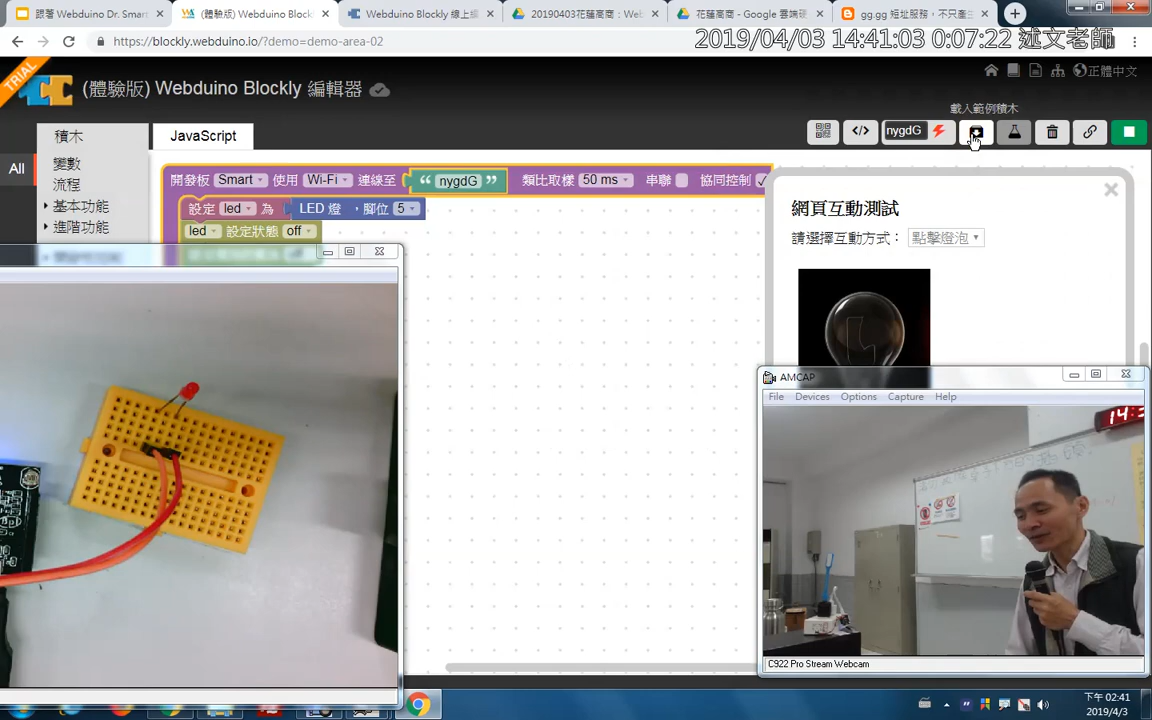 跟著 Webduino Dr. Smar
(體驗版) Webduino Block
Webduino Blockly 線上
20190403花蓮高商：Web
花蓮高商 - Google 雲端硬
gg.gg 短址服務，不只產生
https://blockly.webduino.io/?demo=demo-area-02
2019/04/03 14:41:03 0:07:22 述文老師
TRIAL
(體驗版) Webduino Blockly 編輯器
正體中文
載入範例積木
積木
JavaScript
nygdG
All
變數
流程
基本功能
進階功能
開發板 Smart 使用 Wi-Fi 連線至 “ nygdG ” 類比取樣 50 ms 串聯 協同控制
設定 led 為 LED 燈 ，腳位 5
led 設定狀態 off
網頁互動測試
請選擇互動方式： 點擊燈泡
AMCAP
File Devices Options Capture Help
14:
C922 Pro Stream Webcam
下午 02:41
2019/4/3